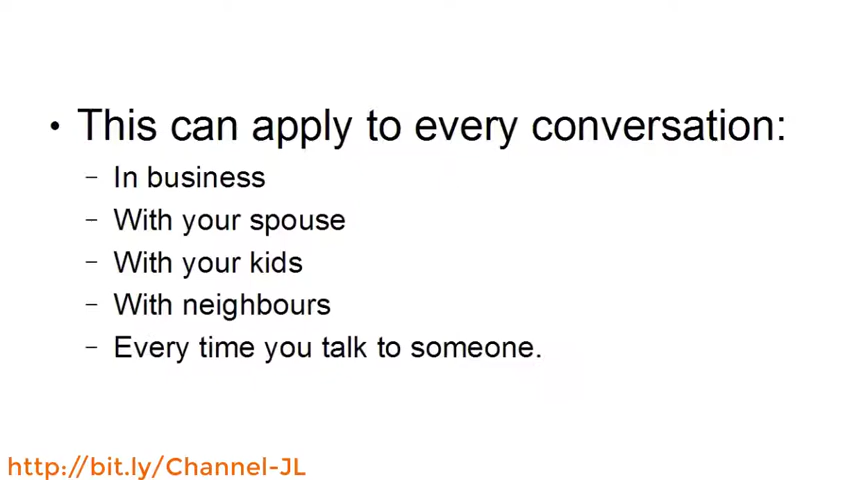 • This can apply to every conversation:
– In business
– With your spouse
– With your kids
– With neighbours
– Every time you talk to someone.
http://bit.ly/Channel-JL